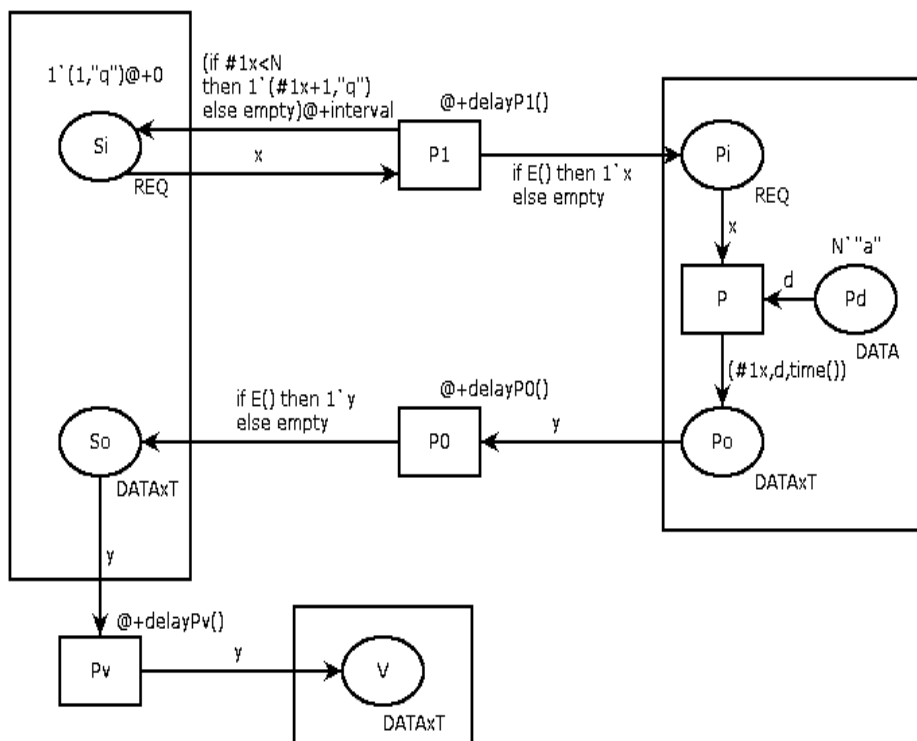 1`(1,"q")@+0
(if #1x<N
then 1`(#1x+1,"q")
else empty)@+interval
@+delayP1()
Si
x
REQ
P1
if E() then 1`x
else empty
Pi
REQ
x
N`"a"
P
d
Pd
DATA
(#1x,d,time())
if E() then 1`y
else empty
@+delayP0()
So
DATAxT
P0
y
Po
DATAxT
y
@+delayPv()
Pv
y
V
DATAxT